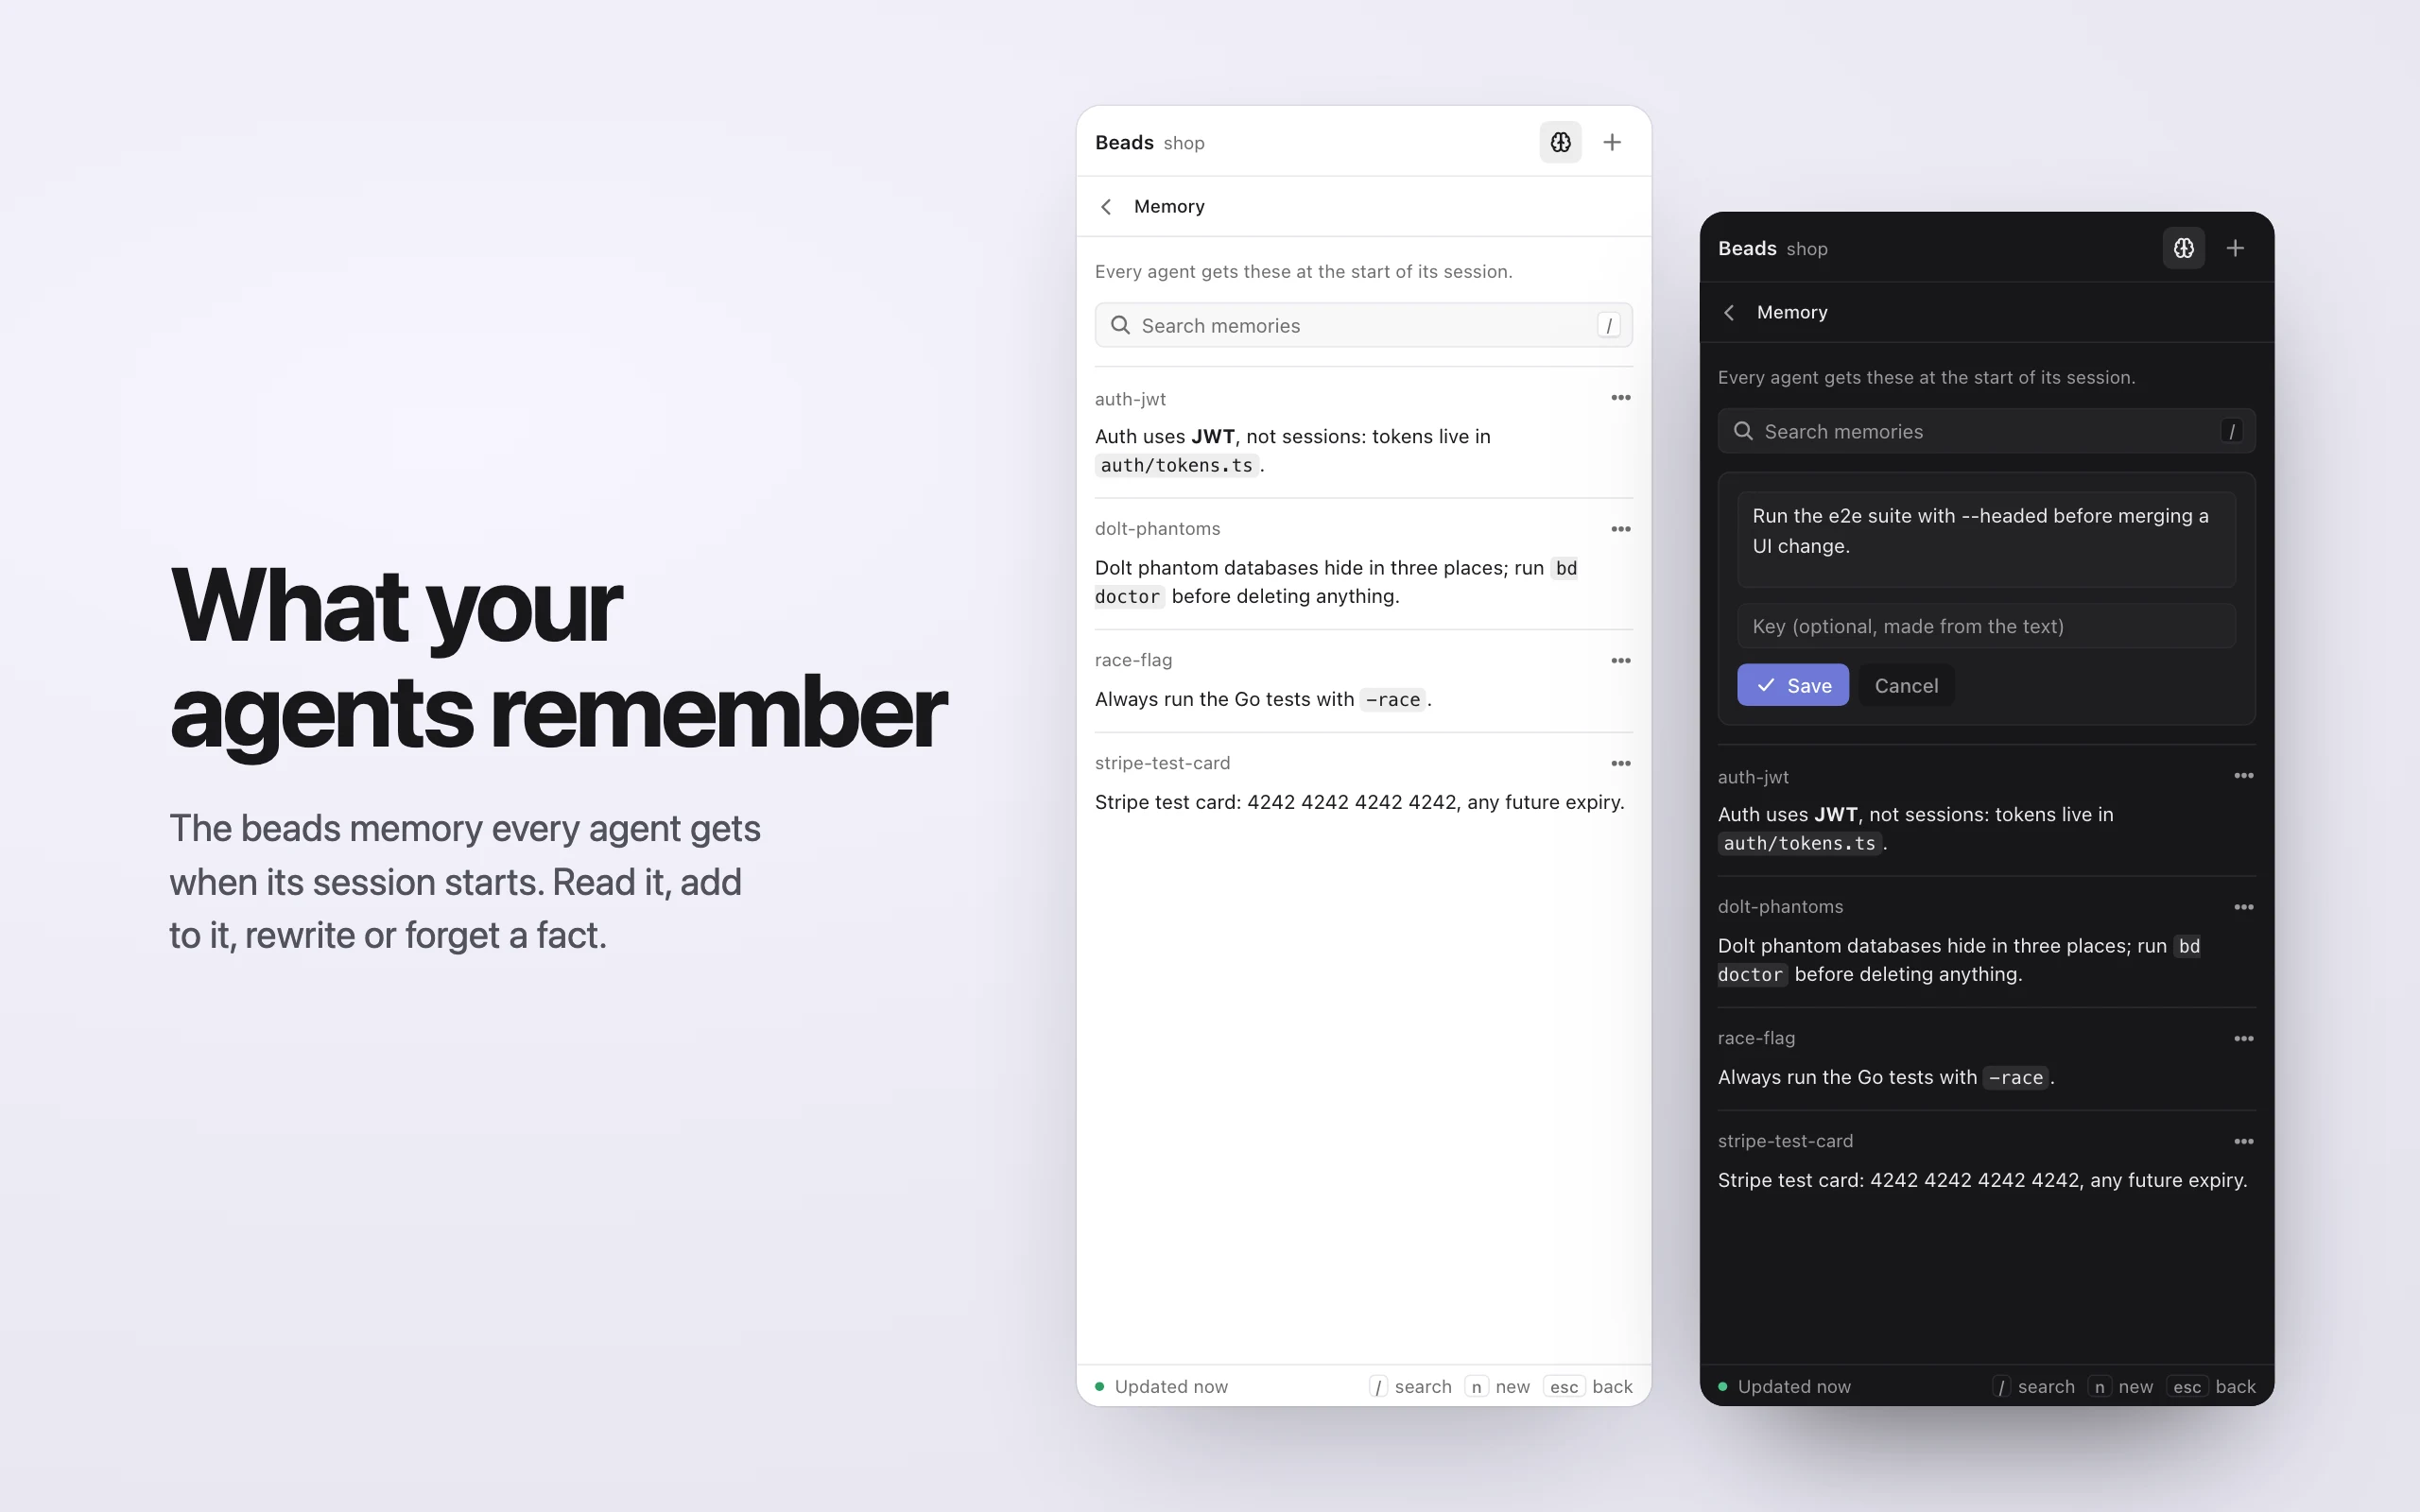 What your
agents remember
The beads memory every agent gets
when its session starts. Read it, add
to it, rewrite or forget a fact.
Beads shop
Memory
Every agent gets these at the start of its session.
Search memories /
auth-jwt
Auth uses JWT, not sessions: tokens live in
auth/tokens.ts.
dolt-phantoms
Dolt phantom databases hide in three places; run bd
doctor before deleting anything.
race-flag
Always run the Go tests with -race.
stripe-test-card
Stripe test card: 4242 4242 4242 4242, any future expiry.
Updated now / search n new esc back
Beads shop
Memory
Every agent gets these at the start of its session.
Search memories /
Run the e2e suite with --headed before merging a
UI change.
Key (optional, made from the text)
Save Cancel
auth-jwt
Auth uses JWT, not sessions: tokens live in
auth/tokens.ts.
dolt-phantoms
Dolt phantom databases hide in three places; run bd
doctor before deleting anything.
race-flag
Always run the Go tests with -race.
stripe-test-card
Stripe test card: 4242 4242 4242 4242, any future expiry.
Updated now / search n new esc back